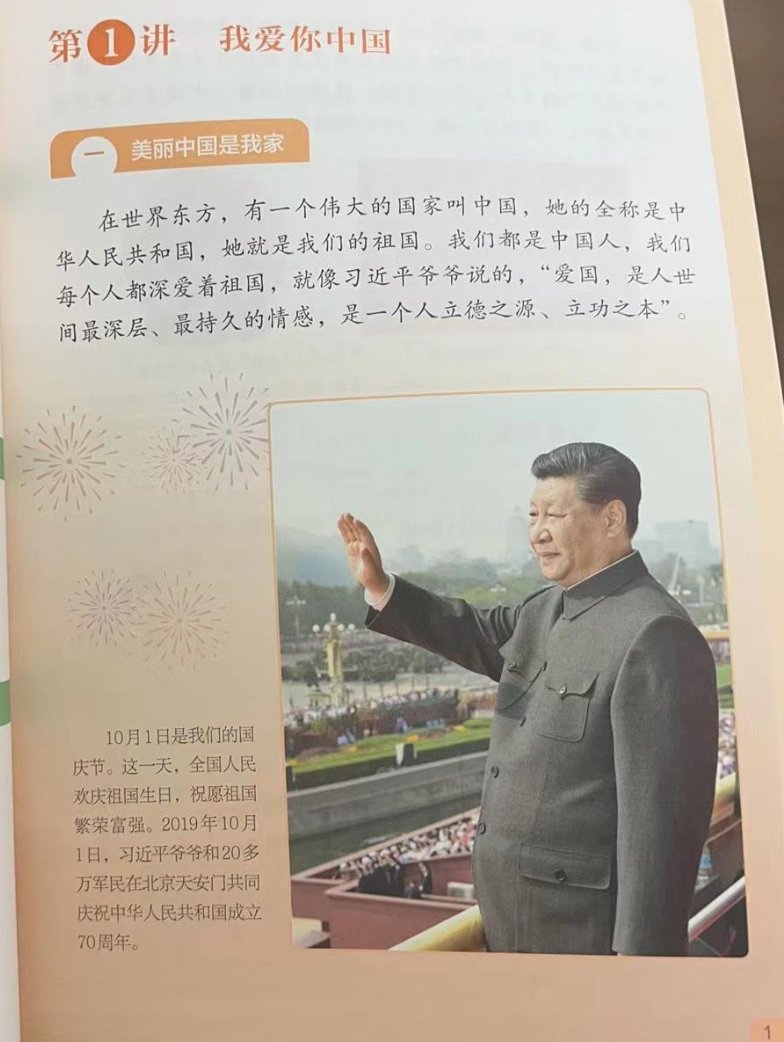 第1讲 我爱你中国
一 美丽中国是我家
在世界东方，有一个伟大的国家叫中国，她的全称是中
华人民共和国，她就是我们的祖国。我们都是中国人，我们
每个人都深爱着祖国，就像习近平爷爷说的，“爱国，是人世
间最深层、最持久的情感，是一个人立德之源、立功之本”。
10月1日是我们的国
庆节。这一天，全国人民
欢庆祖国生日，祝愿祖国
繁荣富强。2019年10月
1日，习近平爷爷和20多
万军民在北京天安门共同
庆祝中华人民共和国成立
70周年。
1